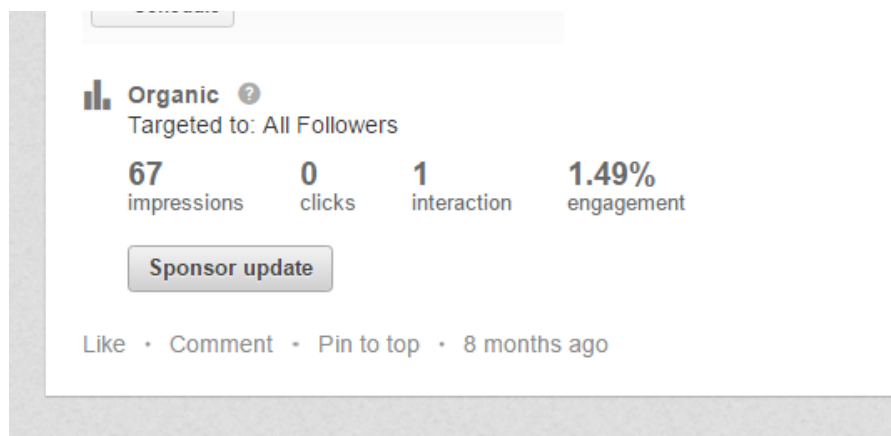 Organic ?
Targeted to: All Followers
67 0 1 1.49%
impressions clicks interaction engagement
Sponsor update
Like • Comment • Pin to top • 8 months ago